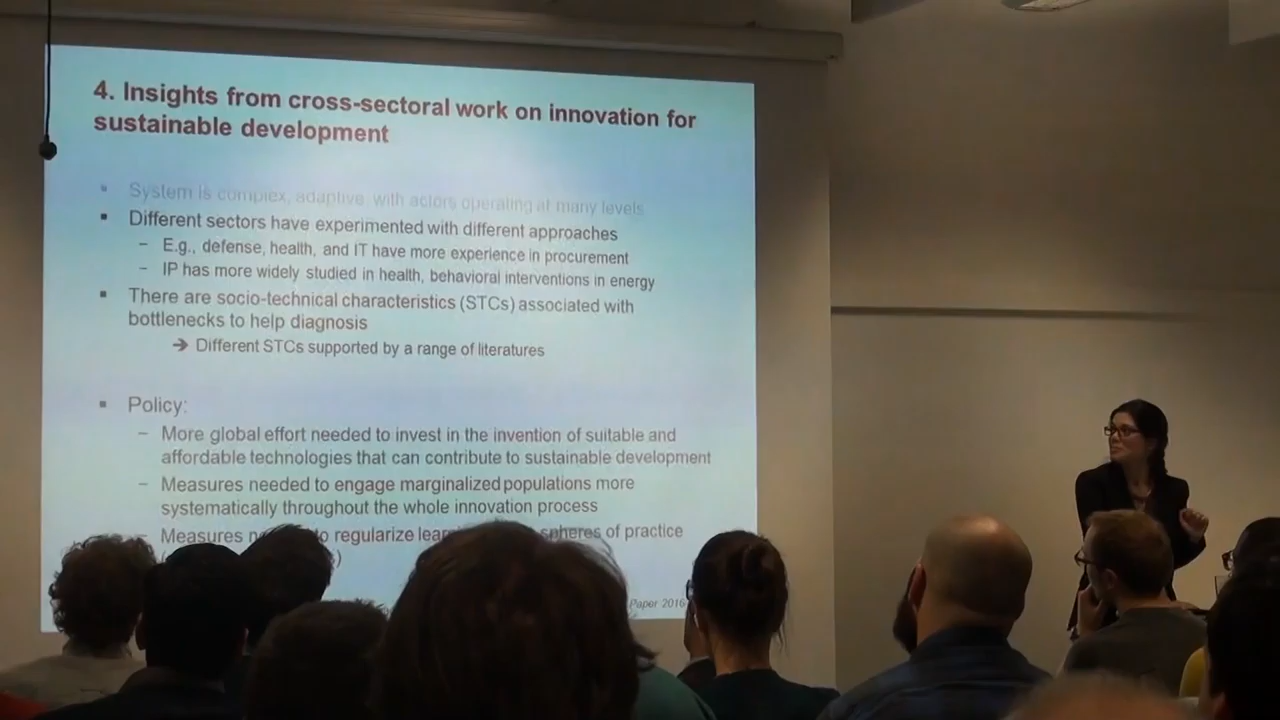 4. Insights from cross-sectoral work on innovation for
sustainable development
▪ System is complex, adaptive, with actors operating at many levels
▪ Different sectors have experimented with different approaches
– E.g., defense, health, and IT have more experience in procurement
– IP has more widely studied in health, behavioral interventions in energy
▪ There are socio-technical characteristics (STCs) associated with
bottlenecks to help diagnosis
➔ Different STCs supported by a range of literatures
▪ Policy:
– More global effort needed to invest in the invention of suitable and
affordable technologies that can contribute to sustainable development
– Measures needed to engage marginalized populations more
systematically throughout the whole innovation process
– Measures to regularize spheres of practice
Paper 2016